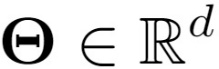 𝚯 ∈ ℝ^d